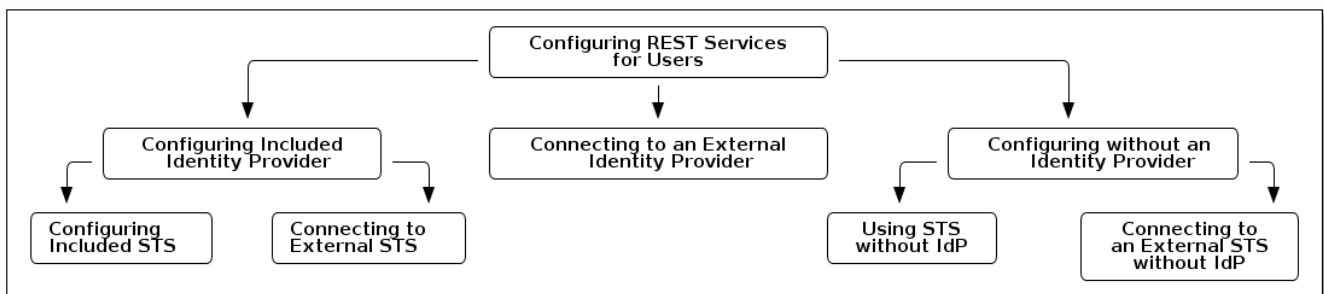 Configuring REST Services
for Users
Configuring Included
Identity Provider
Connecting to an External
Identity Provider
Configuring without an
Identity Provider
Configuring
Included STS
Connecting to
External STS
Using STS
without IdP
Connecting to
an External STS
without IdP